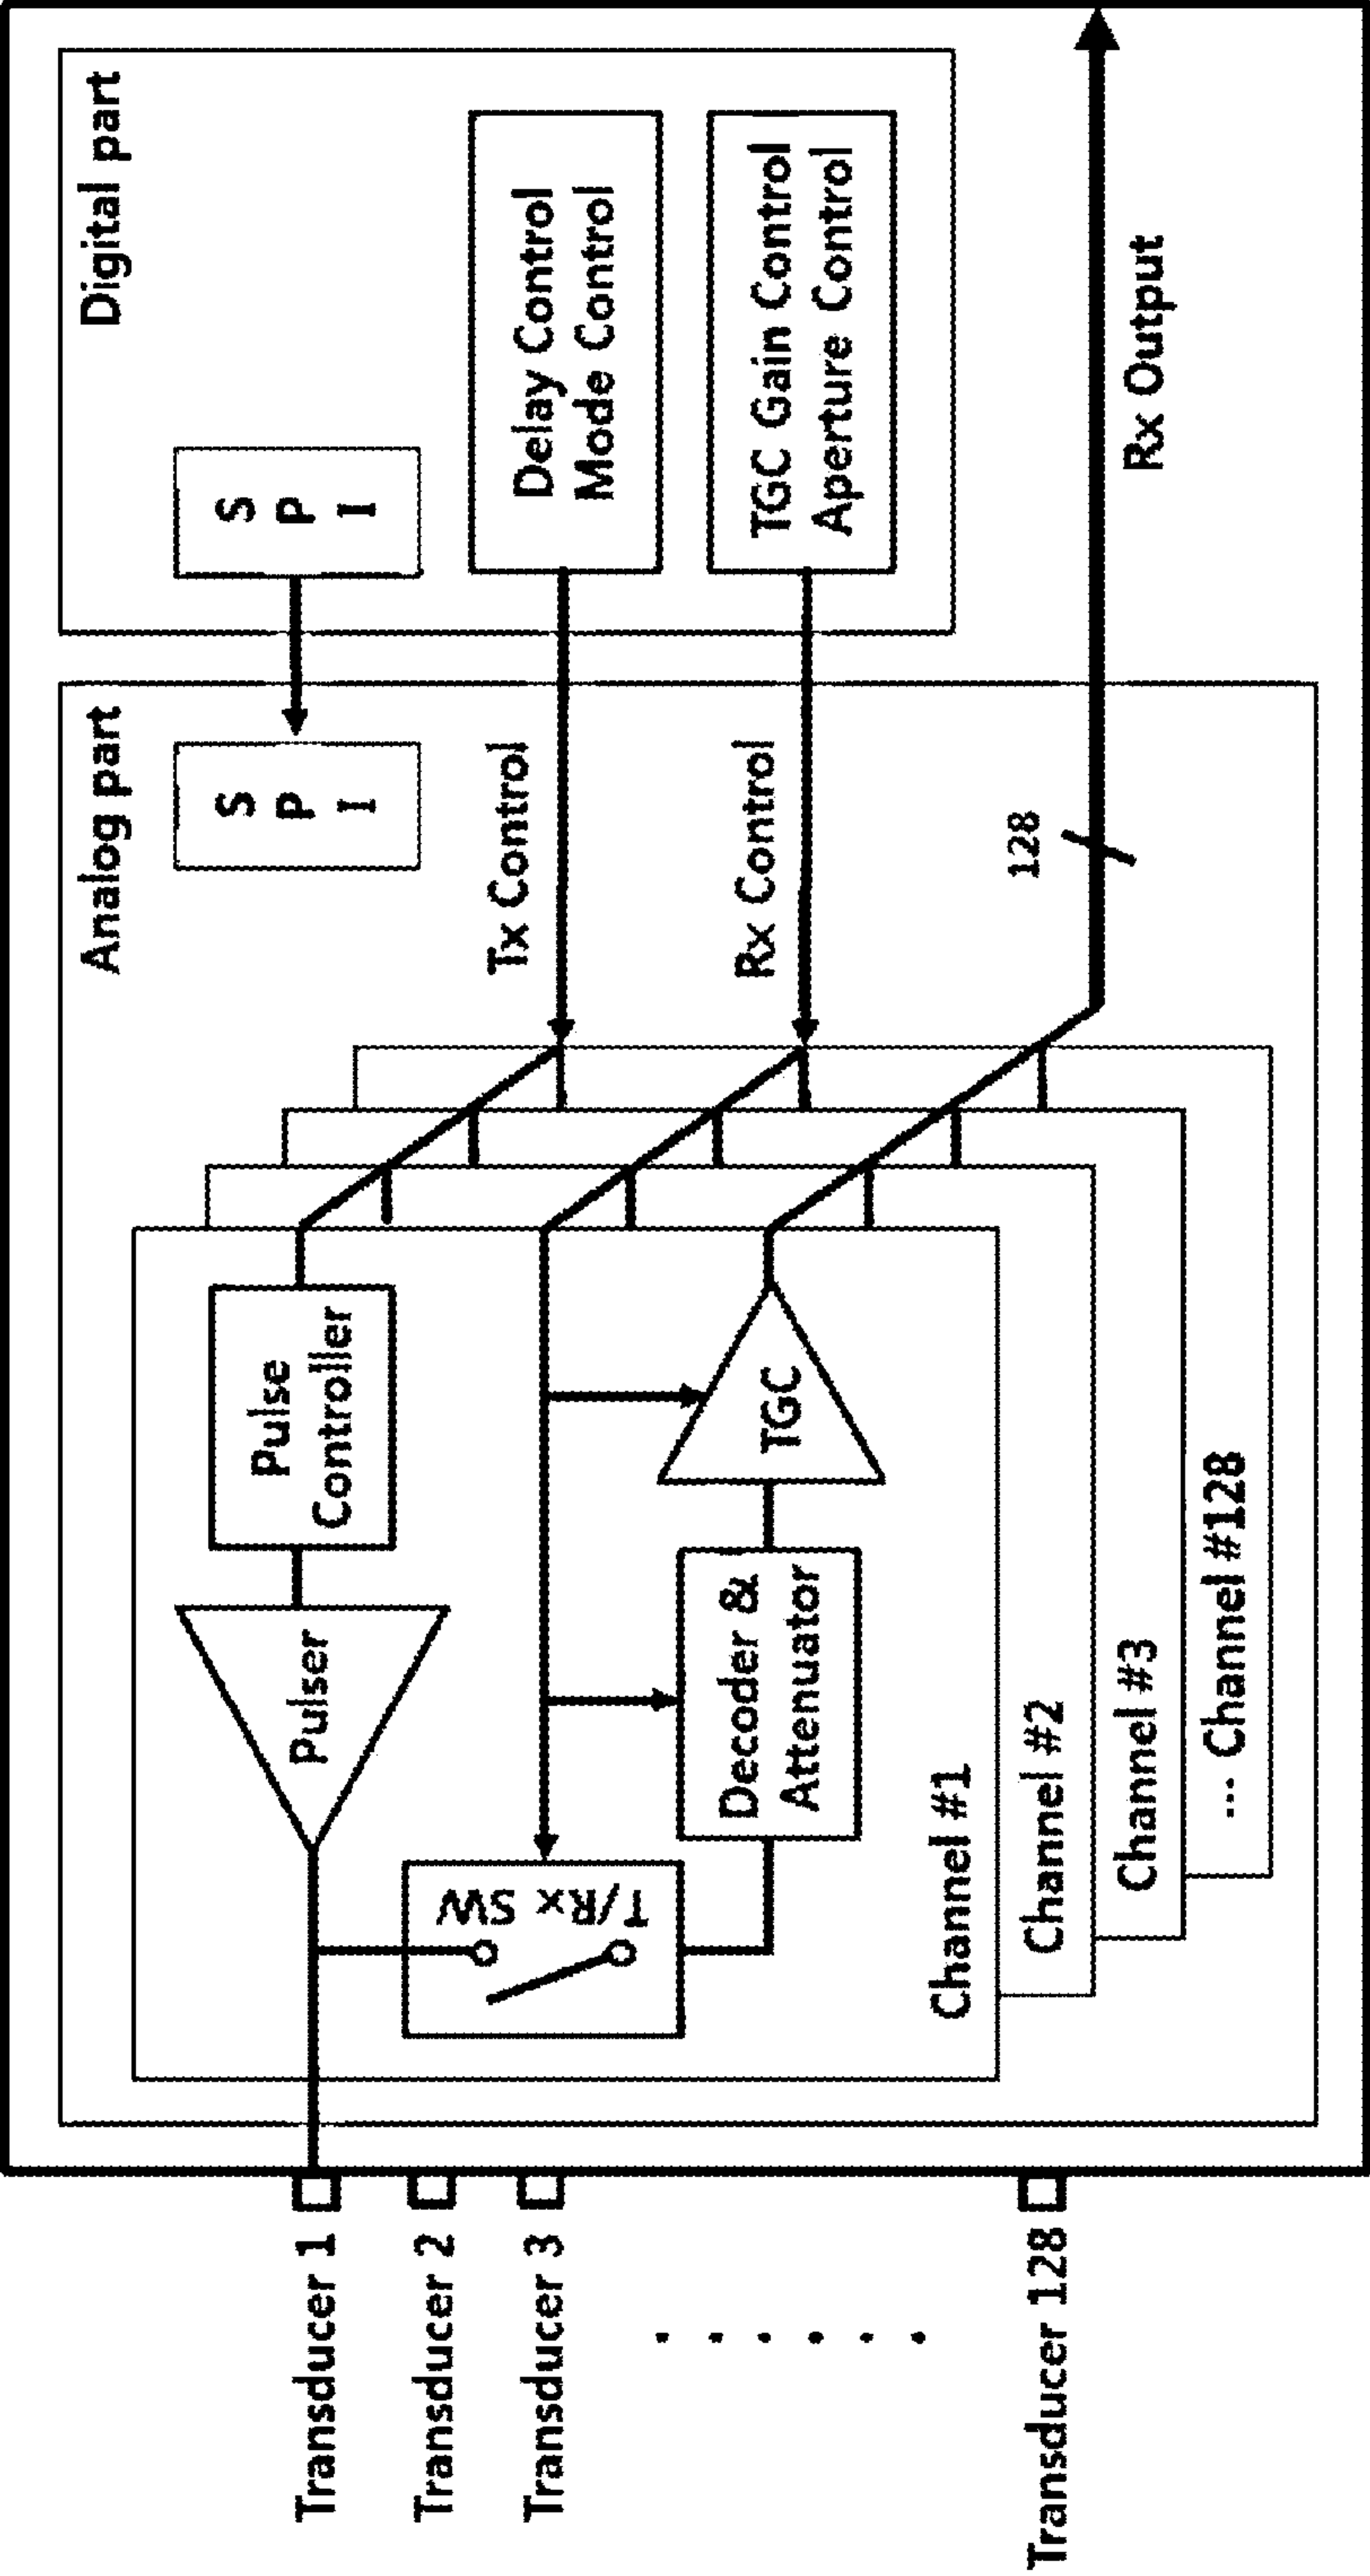 Transducer 1
Transducer 2
Transducer 3
Transducer 128
Analog part
Digital part
S
P
I
S
P
I
Pulser
Pulse
Controller
T/Rx SW
Decoder &
Attenuator
TGC
Tx Control
Rx Control
Delay Control
Mode Control
TGC Gain Control
Aperture Control
Channel #1
Channel #2
Channel #3
... Channel #128
128
Rx Output